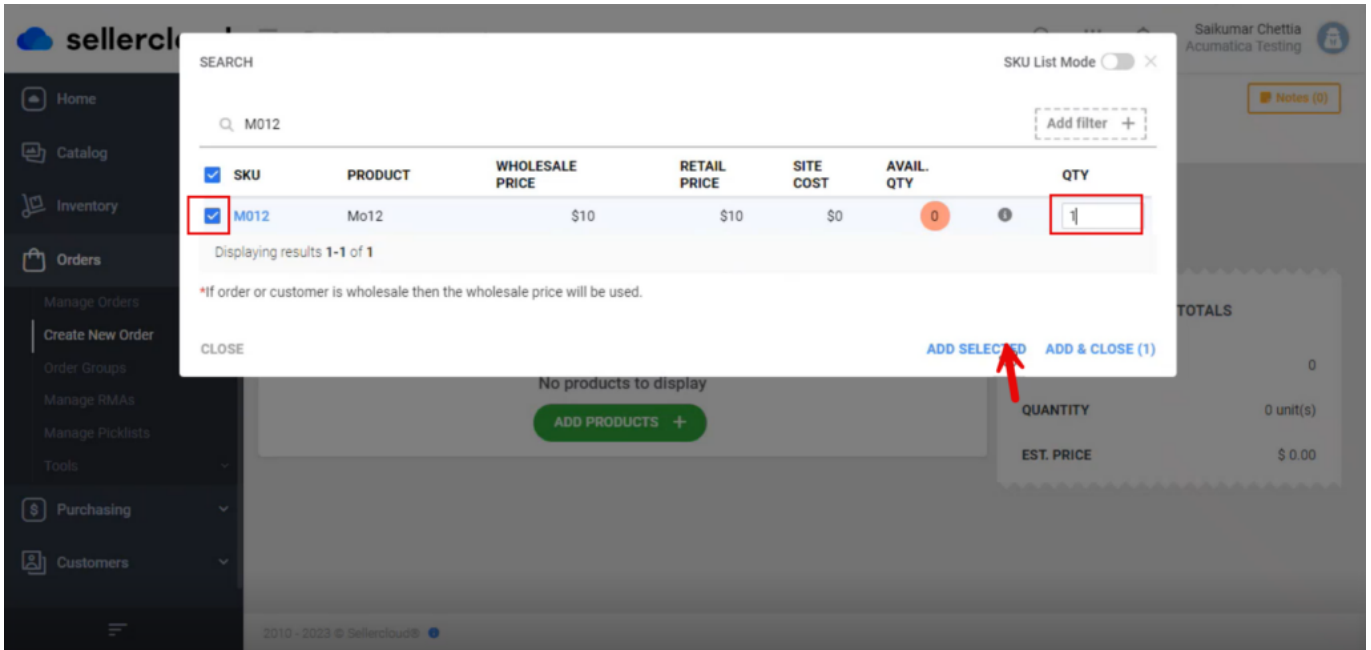 sellercl
Saikumar Chettia
Acumatica Testing
SEARCH
SKU List Mode
Home
Notes (0)
M012
Add filter +
Catalog
SKU PRODUCT WHOLESALE PRICE RETAIL PRICE SITE COST AVAIL. QTY QTY
M012 Mo12 $10 $10 $0 0 1
Inventory
Displaying results 1-1 of 1
Orders
*If order or customer is wholesale then the wholesale price will be used.
Manage Orders
TOTALS
Create New Order
CLOSE ADD SELECTED ADD & CLOSE (1)
Order Groups
0
No products to display
Manage RMAs
QUANTITY 0 unit(s)
ADD PRODUCTS +
Manage Picklists
EST. PRICE $ 0.00
Tools
Purchasing
Customers
2010 - 2023 © Sellercloud®